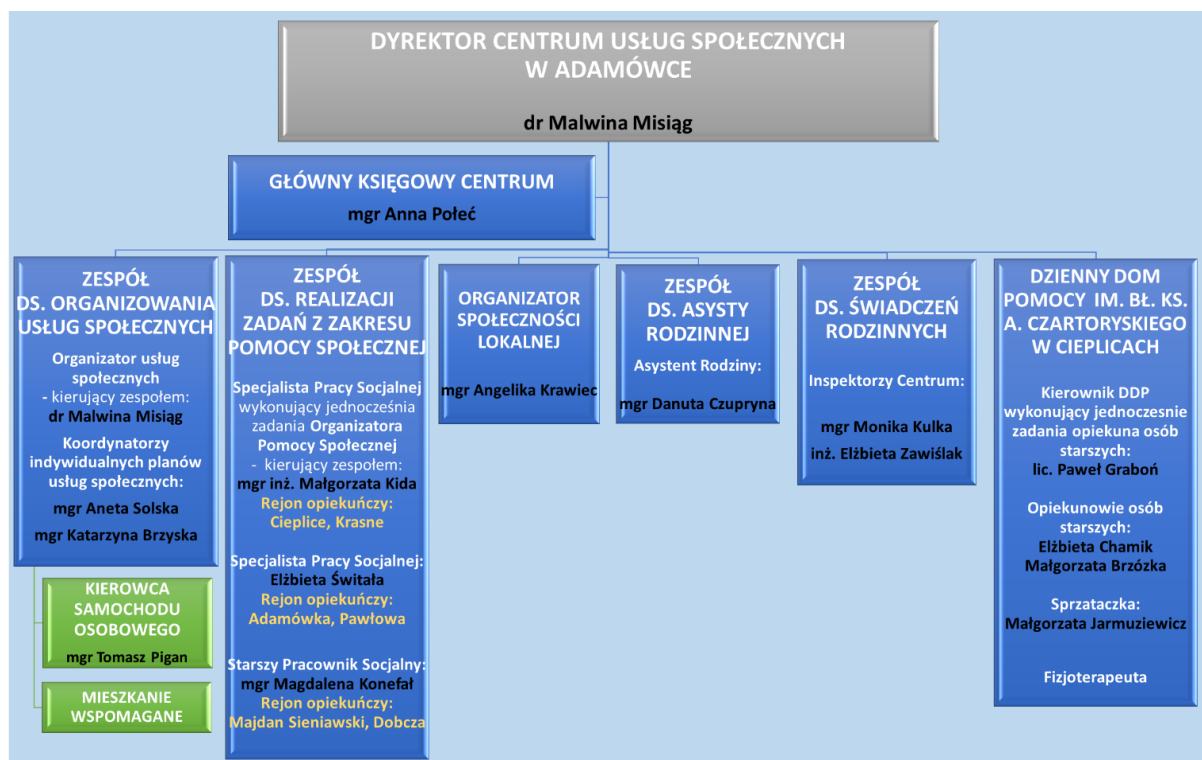 DYREKTOR CENTRUM USŁUG SPOŁECZNYCH
W ADAMÓWCE
dr Malwina Misiąg
GŁÓWNY KSIĘGOWY CENTRUM
mgr Anna Połeć
ZESPÓŁ
DS. ORGANIZOWANIA
USŁUG SPOŁECZNYCH
Organizator usług
społecznych
- kierujący zespołem:
dr Malwina Misiąg
Koordynatorzy
indywidualnych planów
usług społecznych:
mgr Aneta Solska
mgr Katarzyna Brzyska
KIEROWCA
SAMOCHODU
OSOBOWEGO
mgr Tomasz Pigan
MIESZKANIE
WSPOMAGANE
ZESPÓŁ
DS. REALIZACJI
ZADAŃ Z ZAKRESU
POMOCY SPOŁECZNEJ
Specjalista Pracy Socjalnej
wykonujący jednocześnia
zadania Organizatora
Pomocy Społecznej
- kierujący zespołem:
mgr inż. Małgorzata Kida
Rejon opiekuńczy:
Cieplice, Krasne
Specjalista Pracy Socjalnej:
Elżbieta Świtała
Rejon opiekuńczy:
Adamówka, Pawłowa
Starszy Pracownik Socjalny:
mgr Magdalena Konefał
Rejon opiekuńczy:
Majdan Sieniawski, Dobcza
ORGANIZATOR
SPOŁECZNOŚCI
LOKALNEJ
mgr Angelika Krawiec
ZESPÓŁ
DS. ASYSTY
RODZINNEJ
Asystent Rodziny:
mgr Danuta Czupryna
ZESPÓŁ
DS. ŚWIADCZEŃ
RODZINNYCH
Inspektorzy Centrum:
mgr Monika Kulka
inż. Elżbieta Zawiślak
DZIENNY DOM
POMOCY IM. BŁ. KS.
A. CZARTORYSKIEGO
W CIEPLICACH
Kierownik DDP
wykonujący jednoczesnie
zadania opiekuna osób
starszych:
lic. Paweł Graboń
Opiekunowie osób
starszych:
Elżbieta Chamik
Małgorzata Brzózka
Sprzataczka:
Małgorzata Jarmuziewicz
Fizjoterapeuta